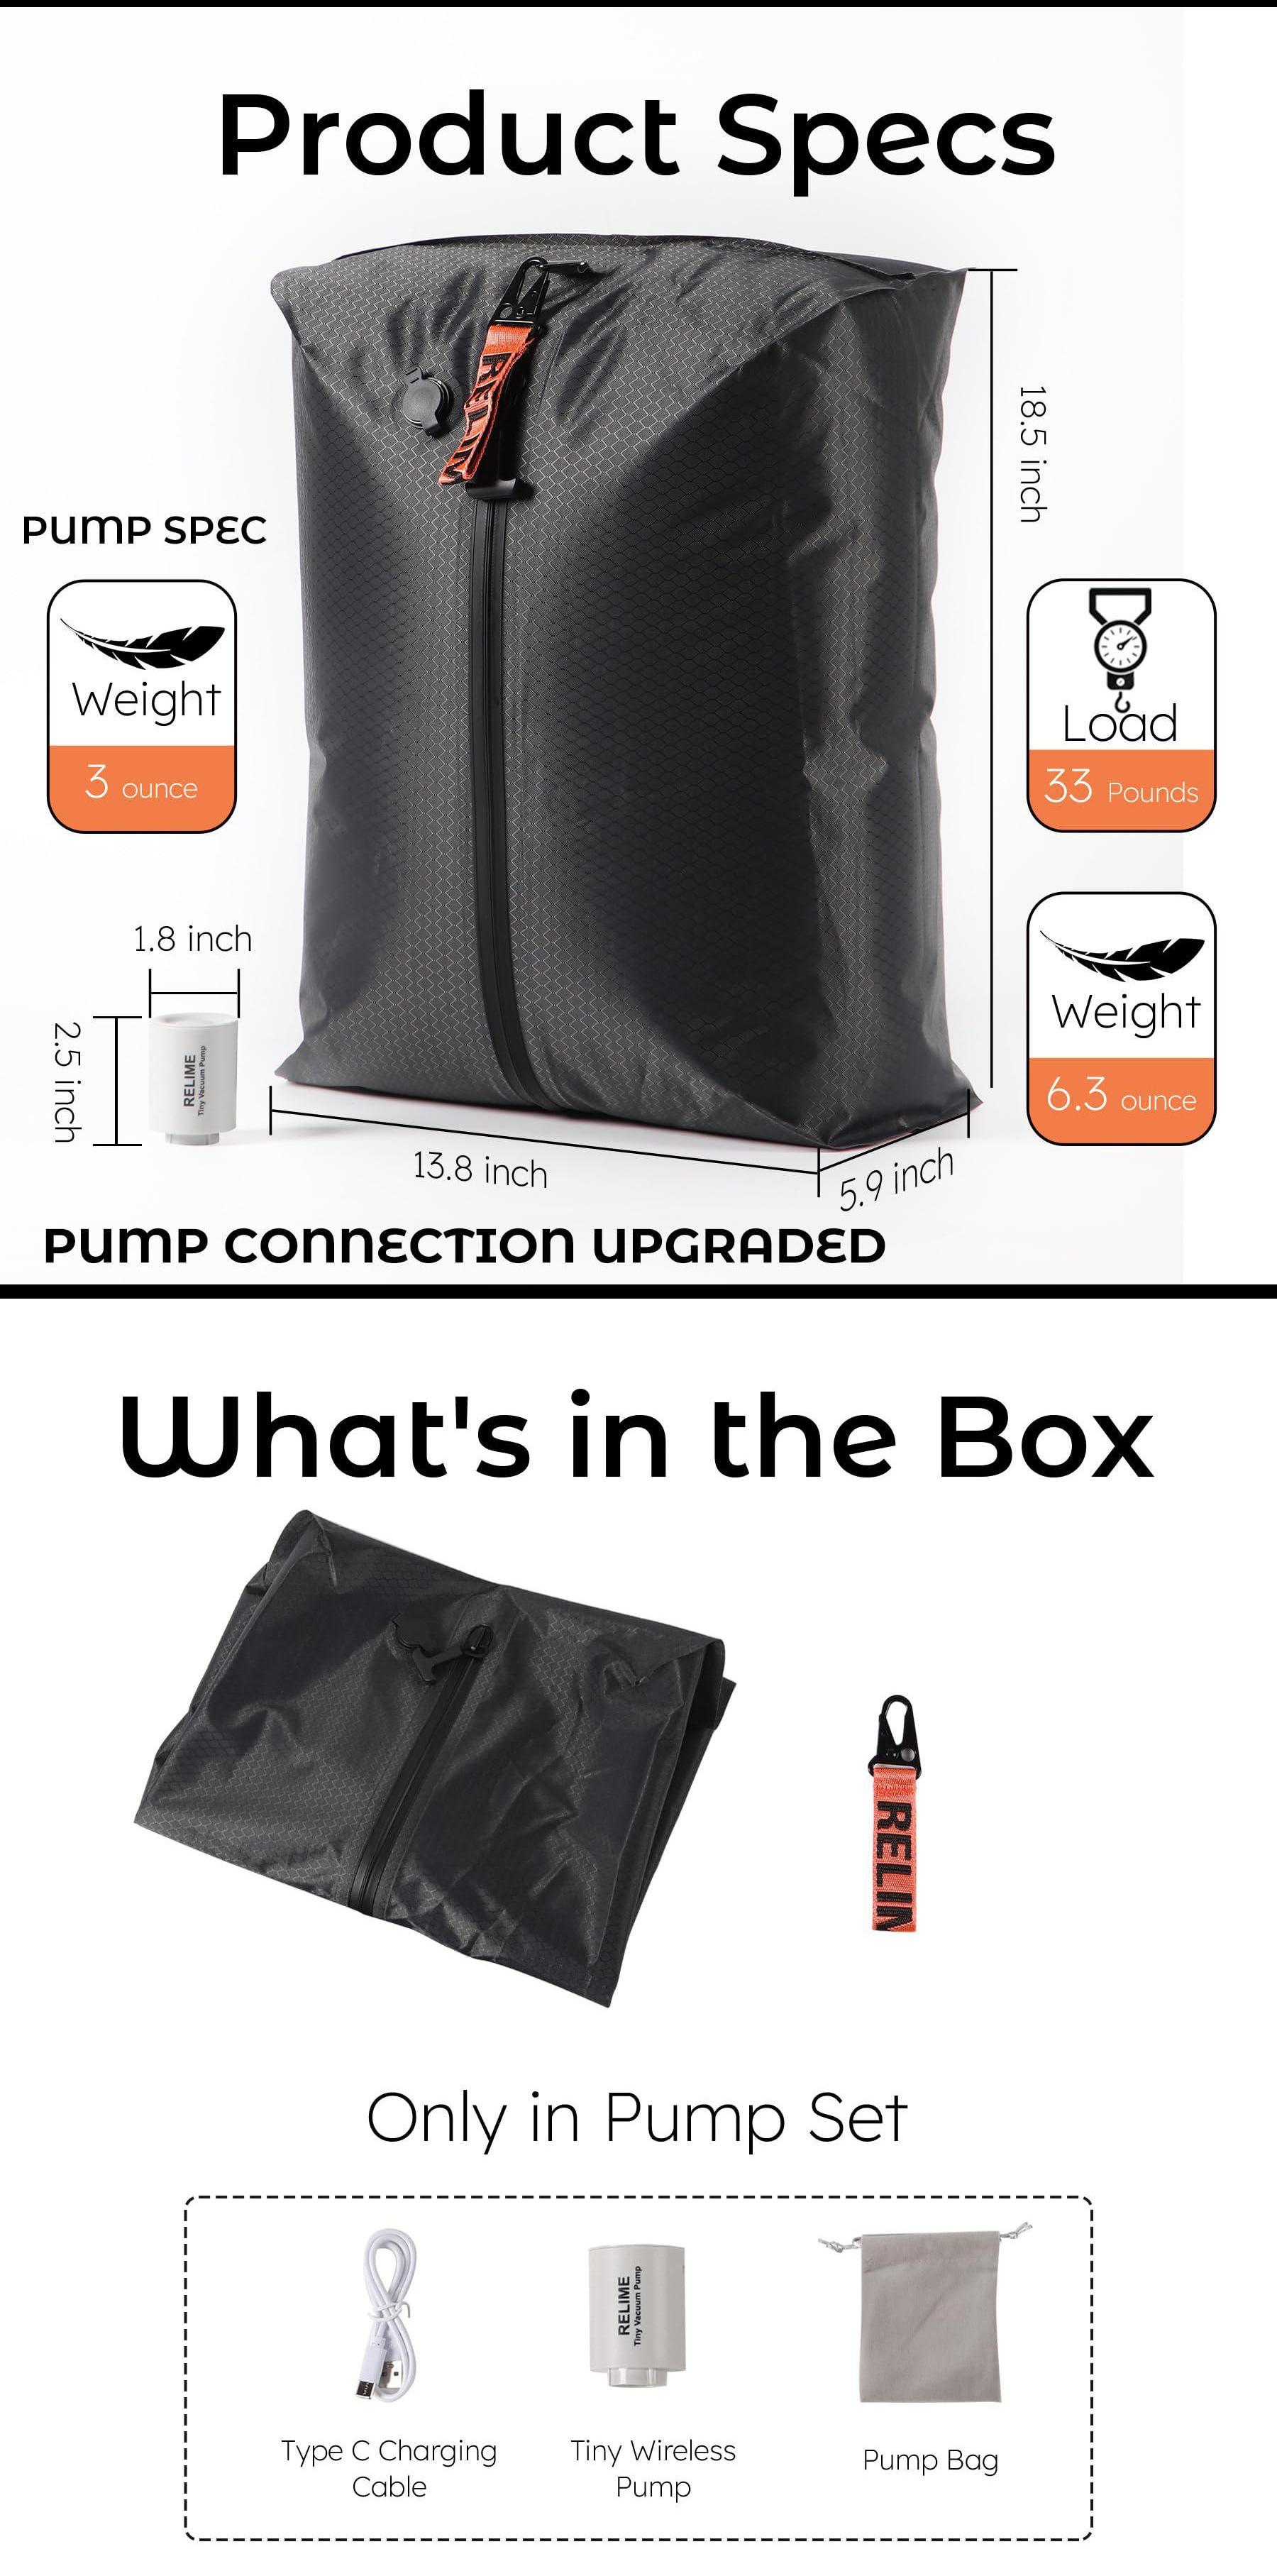 Product Specs
RELIM
18.5 inch
PUMP SPEC
Weight
3 ounce
Load
33 Pounds
Weight
6.3 ounce
1.8 inch
2.5 inch
RELIME
Tiny Vacuum Pump
13.8 inch
5.9 inch
PUMP CONNECTION UPGRADED
What's in the Box
RELIM
Only in Pump Set
RELIME
Tiny Vacuum Pump
Type C Charging
Cable
Tiny Wireless
Pump
Pump Bag